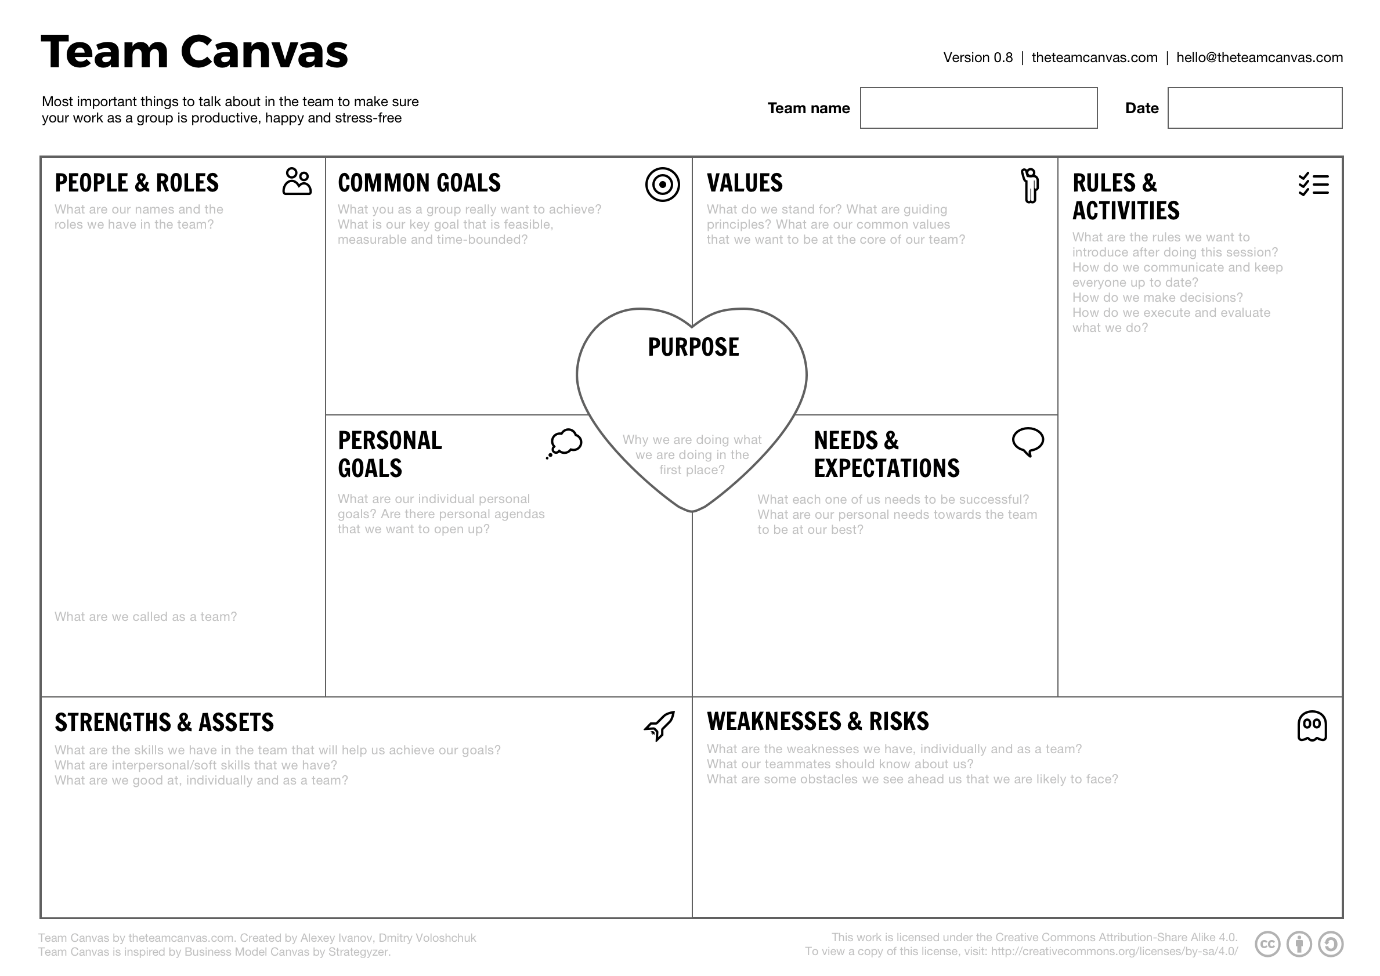 Team Canvas
Version 0.8 | theteamcanvas.com | hello@theteamcanvas.com
Most important things to talk about in the team to make sure
your work as a group is productive, happy and stress-free
Team name
Date
PEOPLE & ROLES
What are our names and the
roles we have in the team?
What are we called as a team?
COMMON GOALS
What you as a group really want to achieve?
What is our key goal that is feasible,
measurable and time-bounded?
VALUES
What do we stand for? What are guiding
principles? What are our common values
that we want to be at the core of our team?
RULES &
ACTIVITIES
What are the rules we want to
introduce after doing this session?
How do we communicate and keep
everyone up to date?
How do we make decisions?
How do we execute and evaluate
what we do?
PURPOSE
Why we are doing what
we are doing in the
first place?
PERSONAL
GOALS
What are our individual personal
goals? Are there personal agendas
that we want to open up?
NEEDS &
EXPECTATIONS
What each one of us needs to be successful?
What are our personal needs towards the team
to be at our best?
STRENGTHS & ASSETS
What are the skills we have in the team that will help us achieve our goals?
What are interpersonal/soft skills that we have?
What are we good at, individually and as a team?
WEAKNESSES & RISKS
What are the weaknesses we have, individually and as a team?
What our teammates should know about us?
What are some obstacles we see ahead us that we are likely to face?
Team Canvas by theteamcanvas.com. Created by Alexey Ivanov, Dmitry Voloshchuk
Team Canvas is inspired by Business Model Canvas by Strategyzer.
This work is licensed under the Creative Commons Attribution-Share Alike 4.0.
To view a copy of this license, visit: http://creativecommons.org/licenses/by-sa/4.0/
cc